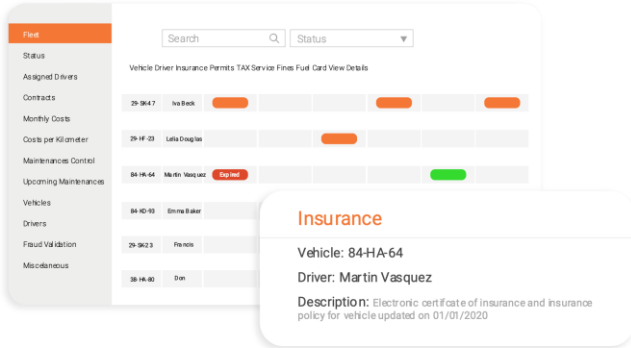 Fleet
Status
Assigned Drivers
Contracts
Monthly Costs
Costs per Kilometer
Maintenances Control
Upcoming Maintenances
Vehicles
Drivers
Fraud Validation
Miscelaneous
Search
Status
Vehicle Driver Insurance Permits TAX Service Fines Fuel Card View Details
29-SK-47 Iva Beck
29-HF-23 Lelia Douglas
84-HA-64 Martin Vasquez Expired
84-KD-93 Emma Baker
29-SK-23 Francis
38-HA-80 Don
Insurance
Vehicle: 84-HA-64
Driver: Martin Vasquez
Description: Electronic certifcate of insurance and insurance
policy for vehicle updated on 01/01/2020